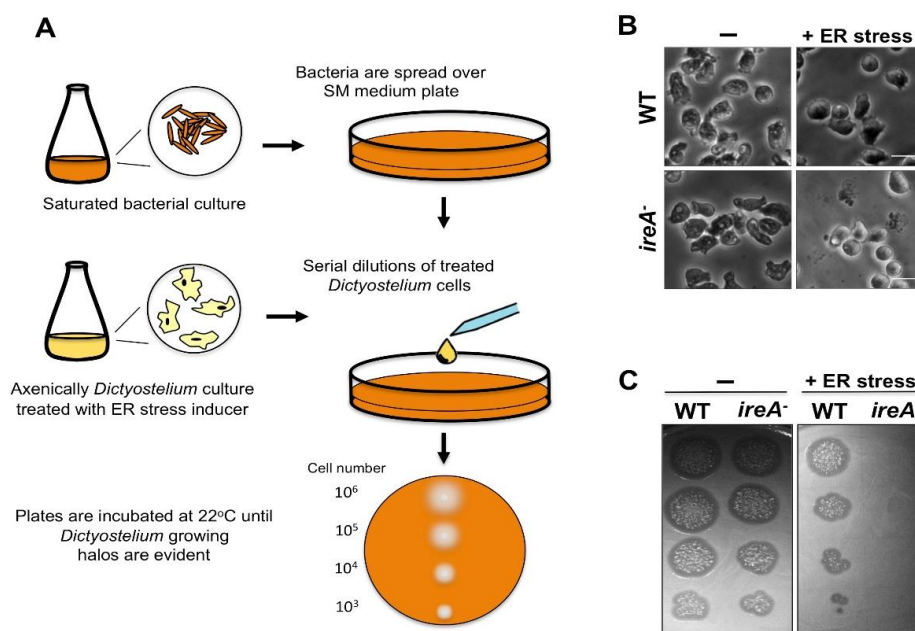 A
Bacteria are spread over
SM medium plate
Saturated bacterial culture
Serial dilutions of treated
Dictyostelium cells
Axenically Dictyostelium culture
treated with ER stress inducer
Cell number
10⁶
10⁵
10⁴
10³
Plates are incubated at 22ºC until
Dictyostelium growing
halos are evident
B
– + ER stress
WT
ireA-
C
– + ER stress
WT ireA- WT ireA